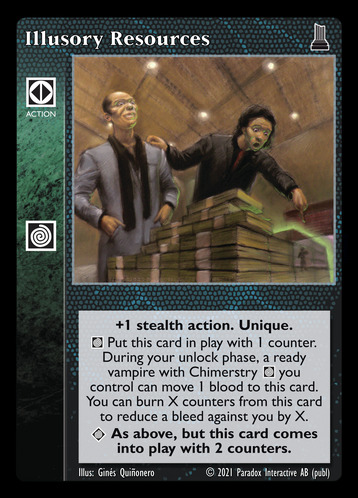 Illusory Resources
ACTION
+1 stealth action. Unique.
Put this card in play with 1 counter.
During your unlock phase, a ready
vampire with Chimerstry you
control can move 1 blood to this card.
You can burn X counters from this card
to reduce a bleed against you by X.
As above, but this card comes
into play with 2 counters.
Illus: Ginés Quiñonero © 2021 Paradox Interactive AB (publ)